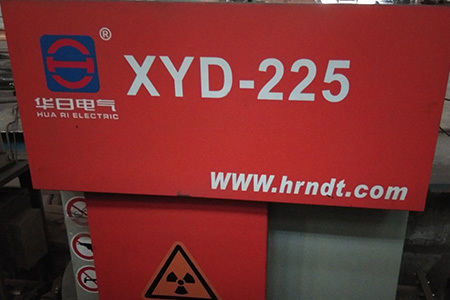 ®
XYD-225
华日电气
HUA RI ELECTRIC
WWW.hrndt.com